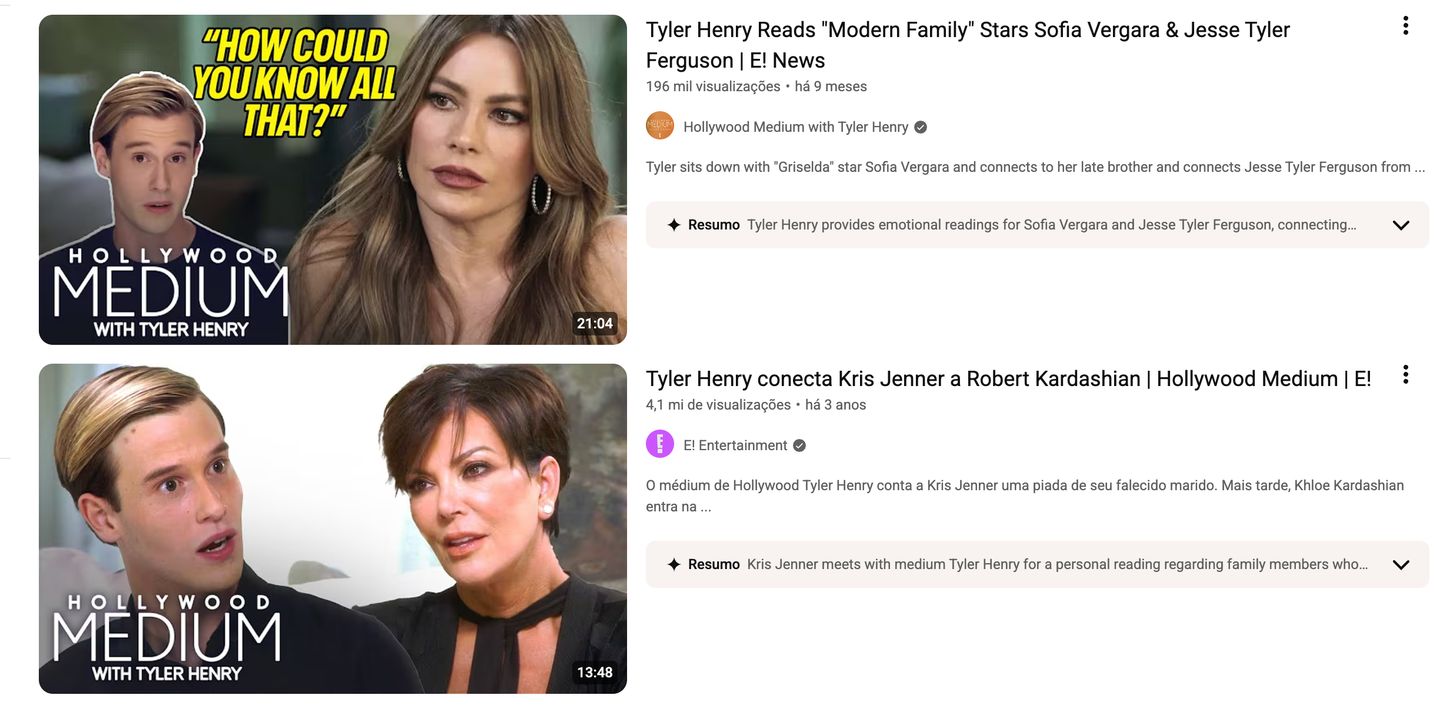 "HOW COULD
YOU KNOW ALL
THAT?"
HOLLYWOOD
MEDIUM
WITH TYLER HENRY
21:04
Tyler Henry Reads "Modern Family" Stars Sofia Vergara & Jesse Tyler
Ferguson | E! News
196 mil visualizações • há 9 meses
Hollywood Medium with Tyler Henry
Tyler sits down with "Griselda" star Sofia Vergara and connects to her late brother and connects Jesse Tyler Ferguson from ...
Resumo Tyler Henry provides emotional readings for Sofia Vergara and Jesse Tyler Ferguson, connecting...
HOLLYWOOD
MEDIUM
WITH TYLER HENRY
13:48
Tyler Henry conecta Kris Jenner a Robert Kardashian | Hollywood Medium | E!
4,1 mi de visualizações • há 3 anos
E!
E! Entertainment
O médium de Hollywood Tyler Henry conta a Kris Jenner uma piada de seu falecido marido. Mais tarde, Khloe Kardashian
entra na ...
Resumo Kris Jenner meets with medium Tyler Henry for a personal reading regarding family members who...